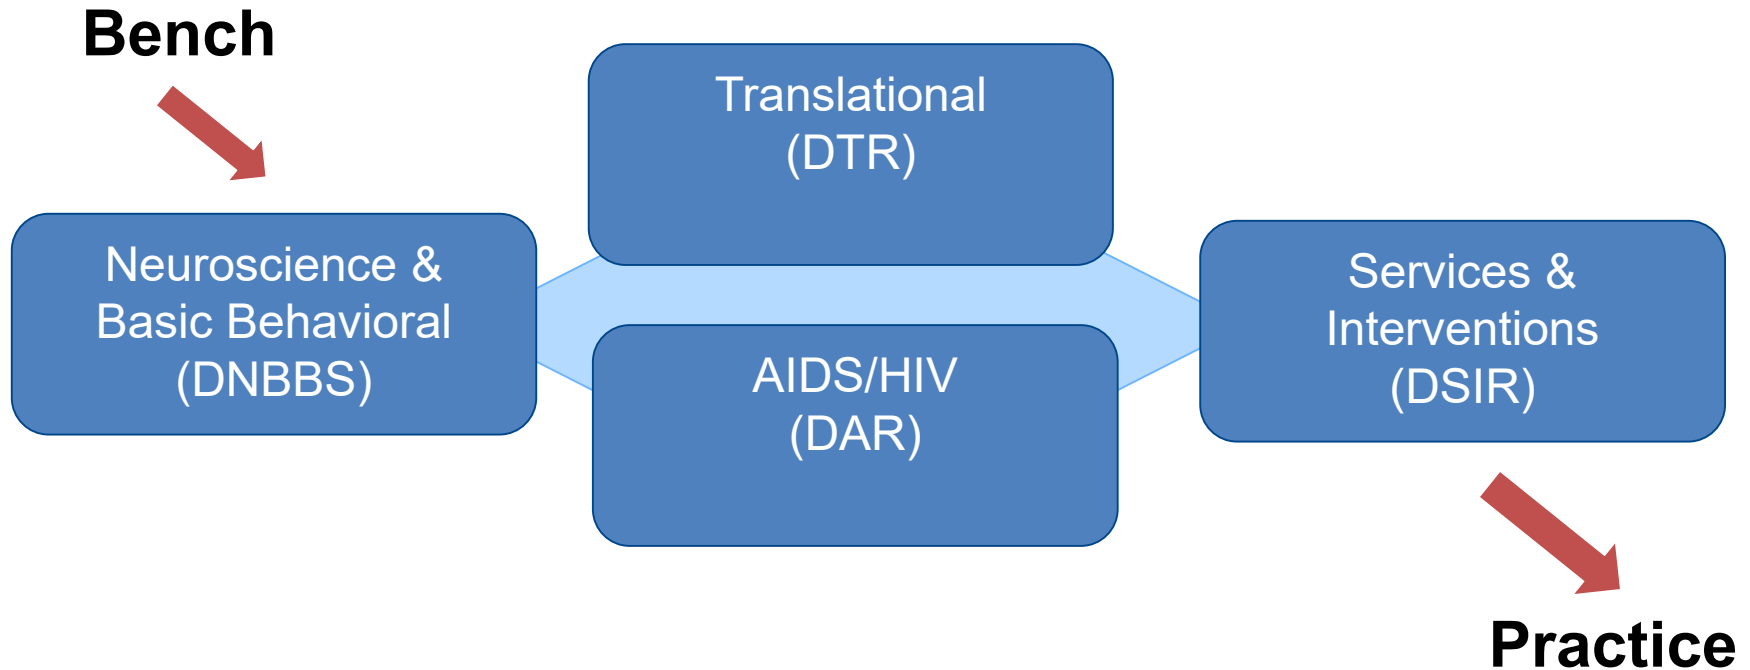 Bench
Translational
(DTR)
Neuroscience &
Basic Behavioral
(DNBBS)
AIDS/HIV
(DAR)
Services &
Interventions
(DSIR)
Practice